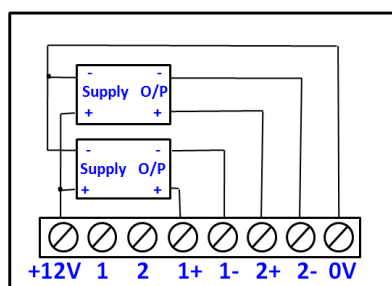 - -
Supply O/P
+ +
- -
Supply O/P
+ +
+12V 1 2 1+ 1- 2+ 2- 0V